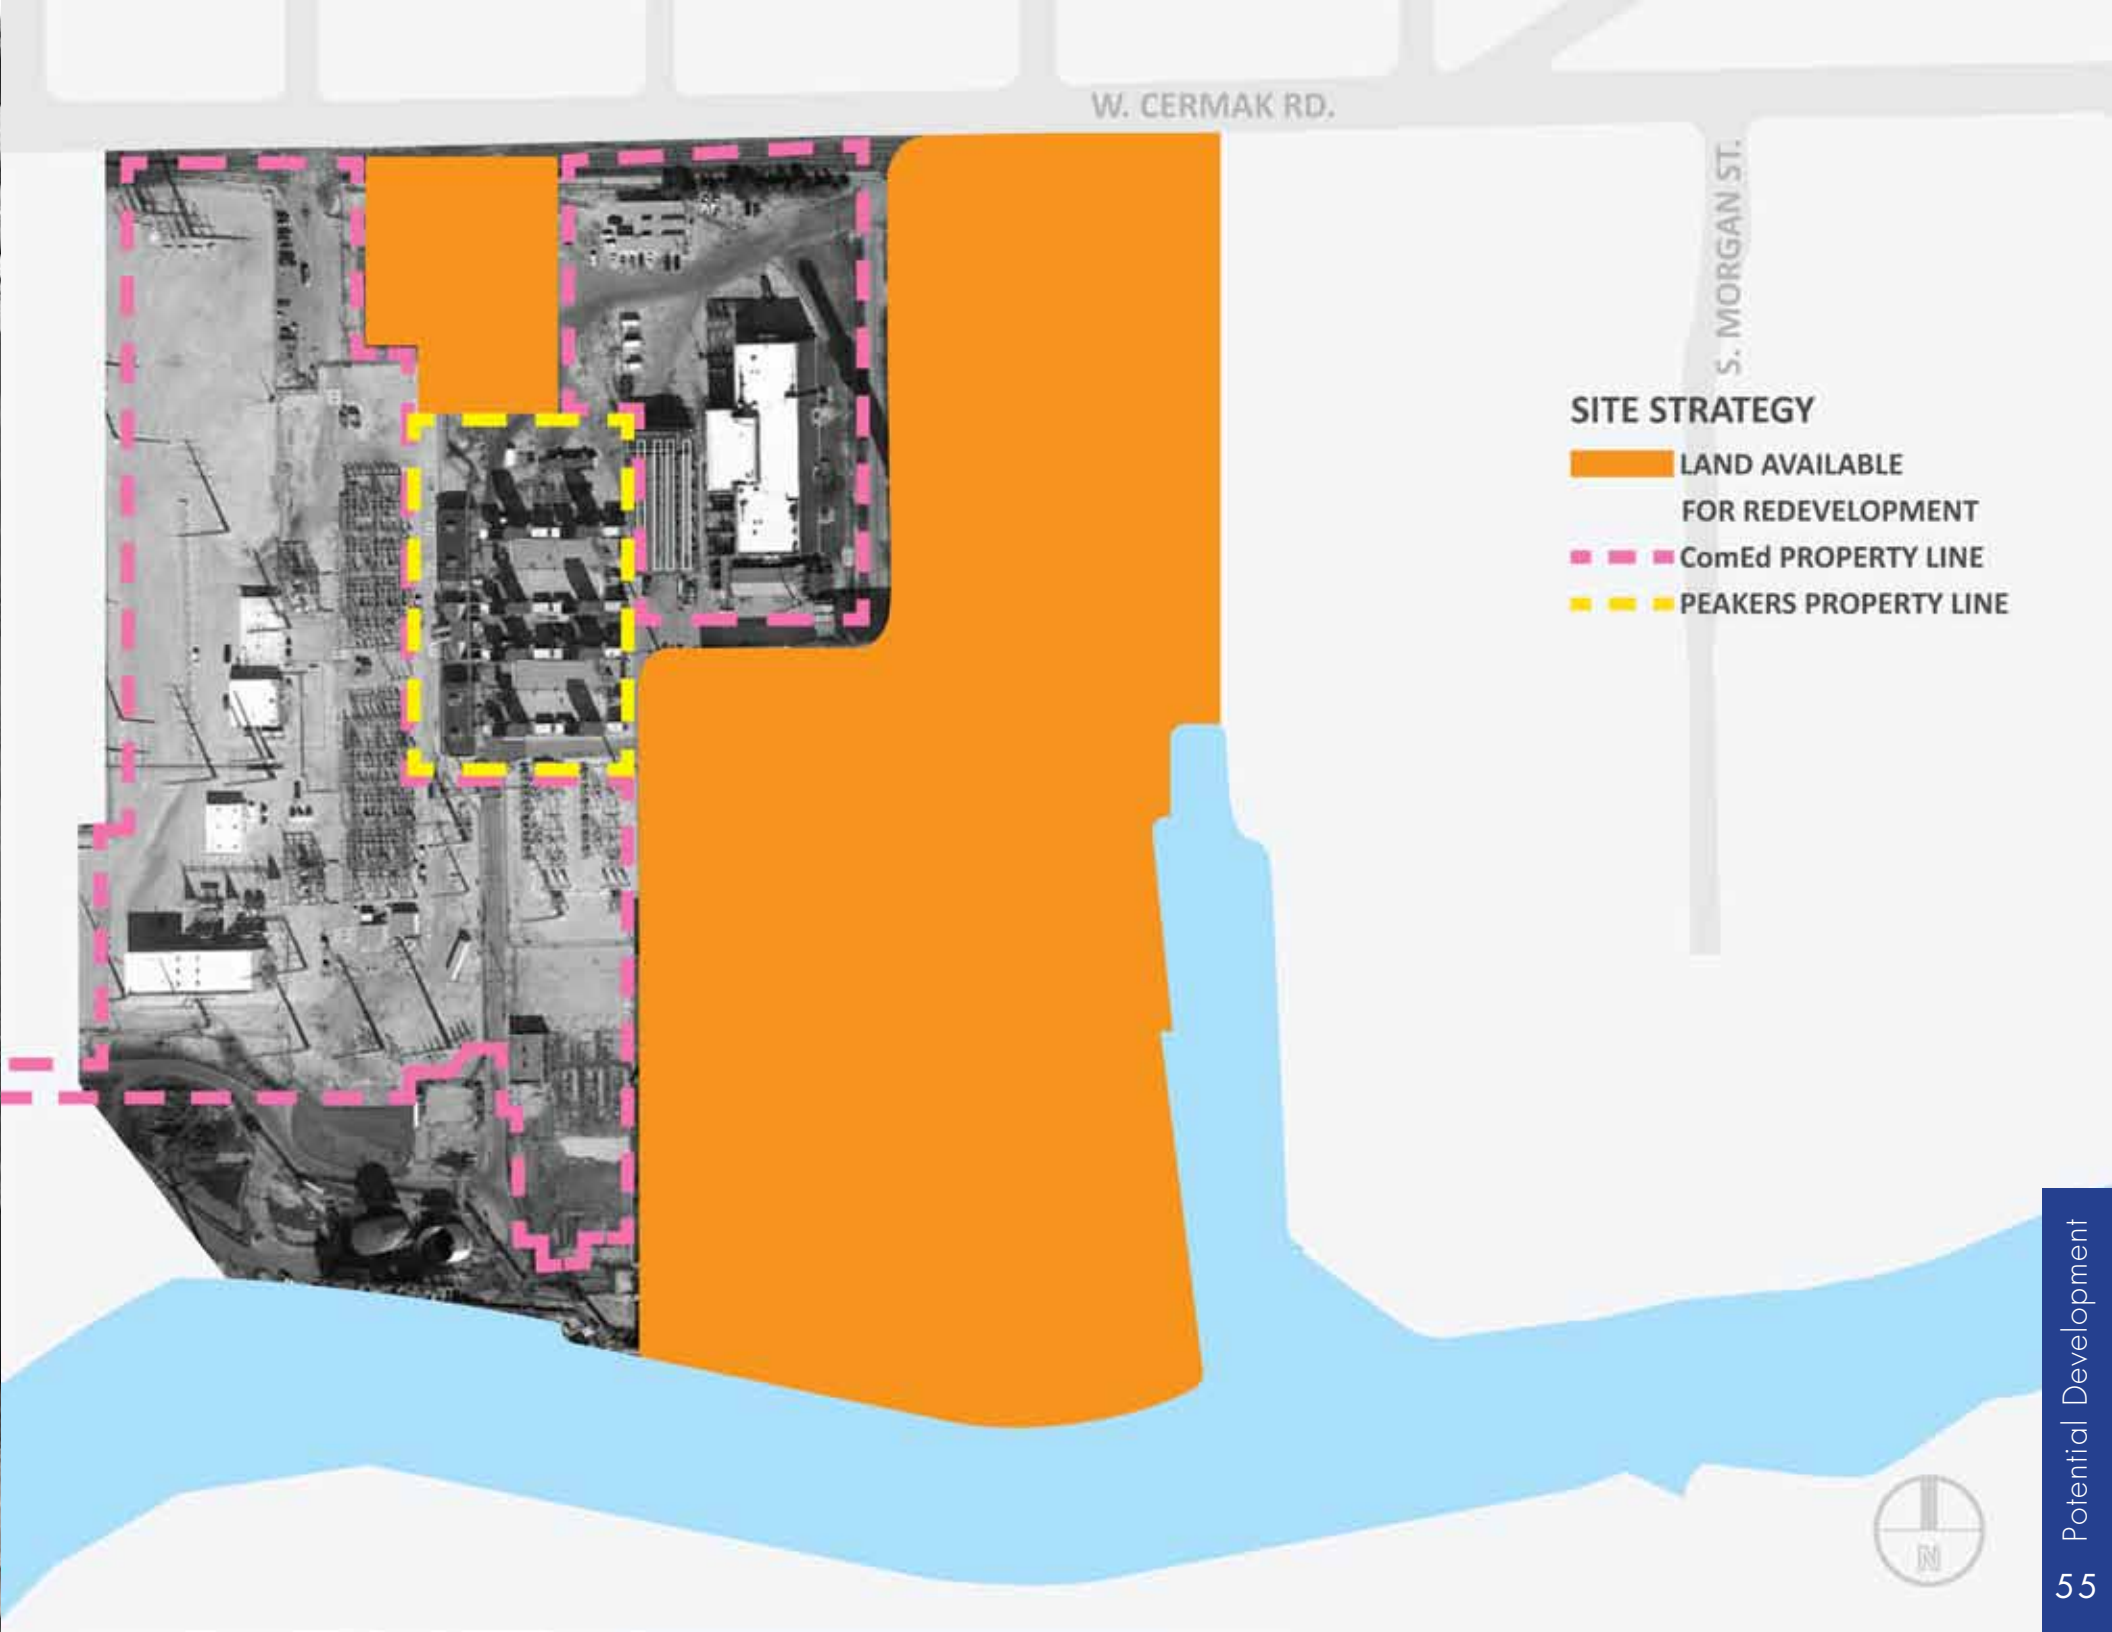 W. CERMAK RD.
S. MORGAN ST.
SITE STRATEGY
LAND AVAILABLE
FOR REDEVELOPMENT
ComEd PROPERTY LINE
PEAKERS PROPERTY LINE
N
Potential Development
55